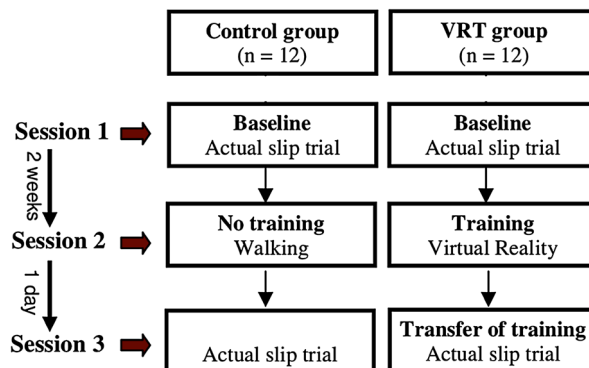 Control group
(n = 12)
VRT group
(n = 12)
Session 1
Baseline
Actual slip trial
Baseline
Actual slip trial
2 weeks
Session 2
No training
Walking
Training
Virtual Reality
1 day
Session 3
Actual slip trial
Transfer of training
Actual slip trial